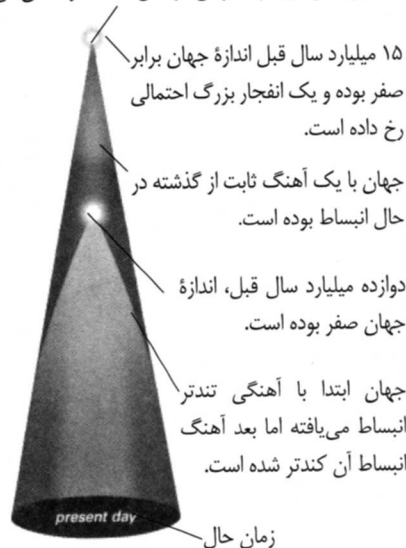 ۱۵ میلیارد سال قبل اندازهٔ جهان برابر
صفر بوده و یک انفجار بزرگ احتمالی
رخ داده است.
جهان با یک آهنگ ثابت از گذشته در
حال انبساط بوده است.
دوازده میلیارد سال قبل، اندازهٔ
جهان صفر بوده است.
جهان ابتدا با آهنگی تندتر
انبساط می‌یافته اما بعد آهنگ
انبساط آن کندتر شده است.
present day
زمان حال